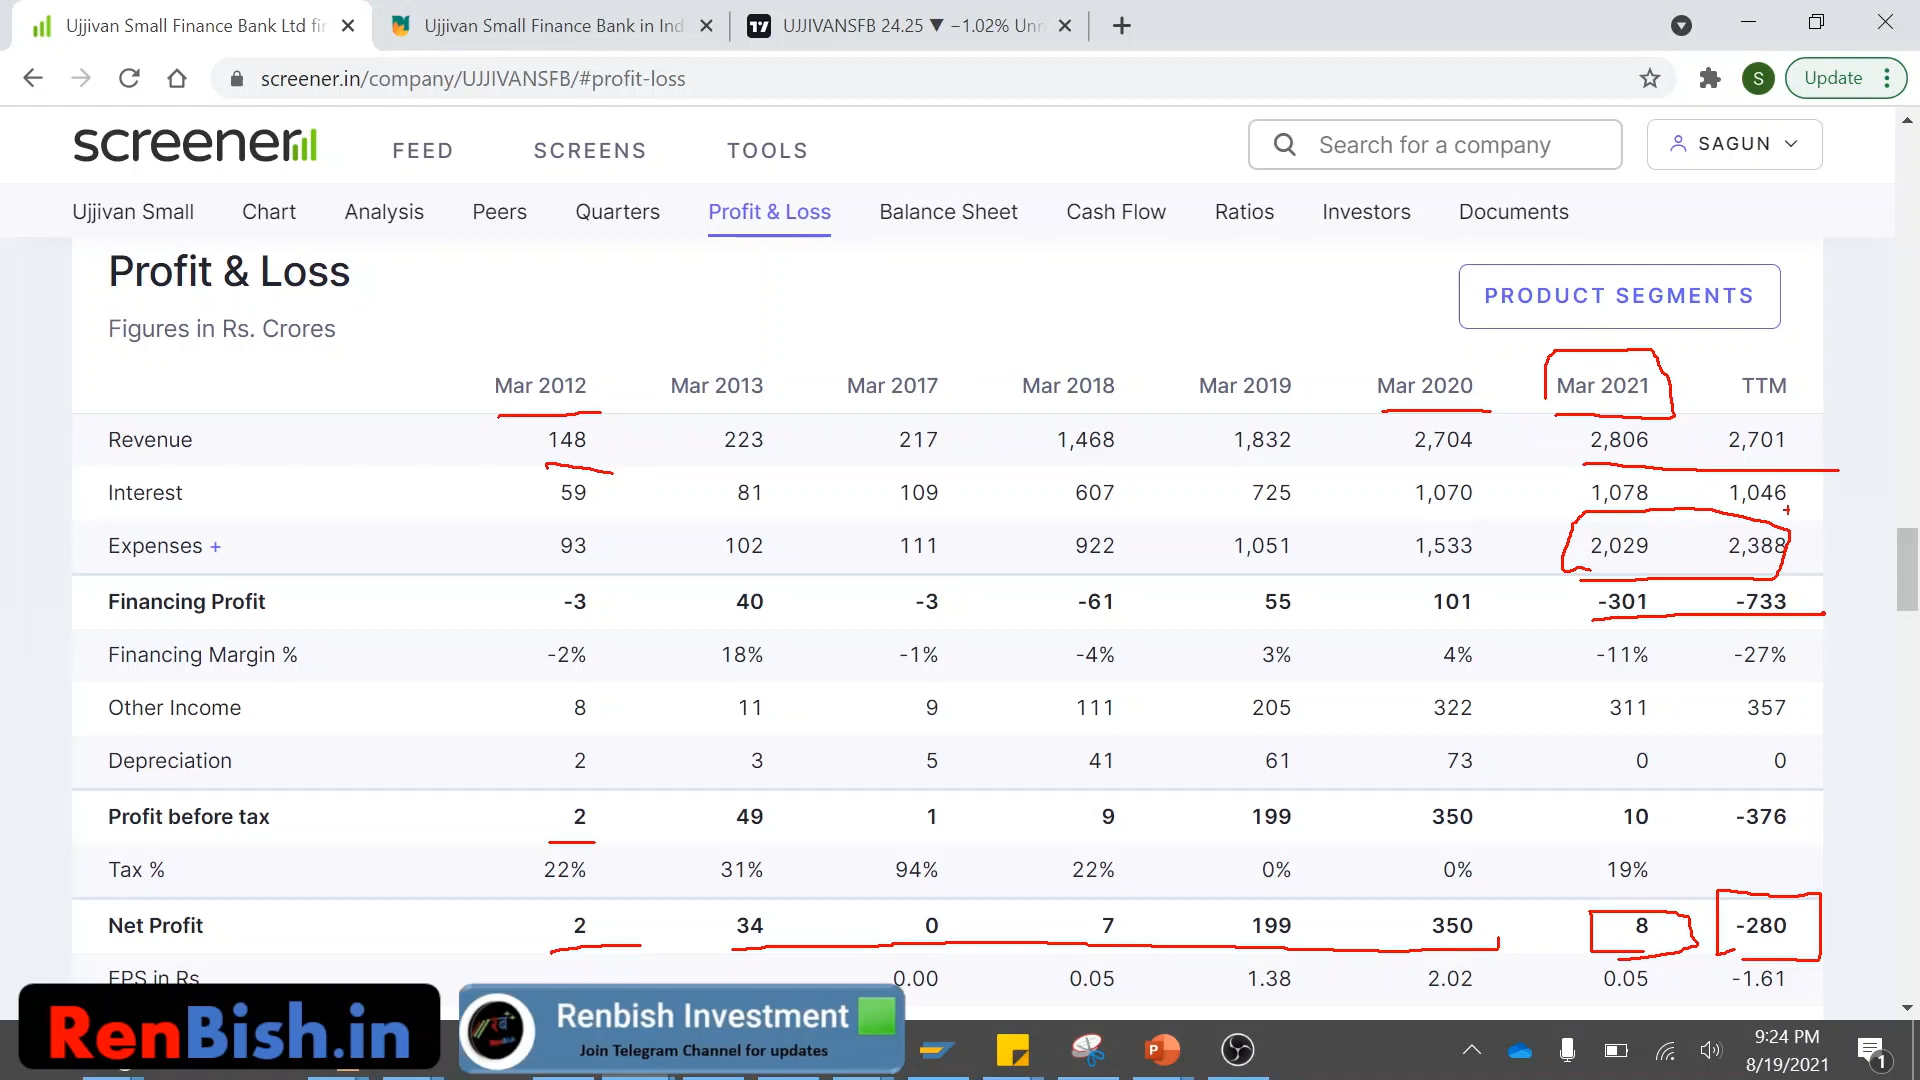 Ujjivan Small Finance Bank Ltd fin
Ujjivan Small Finance Bank in Ind
UJJIVANSFB 24.25 ▼ −1.02% Unn
screener.in/company/UJJIVANSFB/#profit-loss
S
Update
screener
FEED
SCREENS
TOOLS
Search for a company
SAGUN
Ujjivan Small
Chart
Analysis
Peers
Quarters
Profit & Loss
Balance Sheet
Cash Flow
Ratios
Investors
Documents
Profit & Loss
PRODUCT SEGMENTS
Figures in Rs. Crores
Mar 2012 Mar 2013 Mar 2017 Mar 2018 Mar 2019 Mar 2020 Mar 2021 TTM
Revenue 148 223 217 1,468 1,832 2,704 2,806 2,701
Interest 59 81 109 607 725 1,070 1,078 1,046
Expenses + 93 102 111 922 1,051 1,533 2,029 2,388
Financing Profit -3 40 -3 -61 55 101 -301 -733
Financing Margin % -2% 18% -1% -4% 3% 4% -11% -27%
Other Income 8 11 9 111 205 322 311 357
Depreciation 2 3 5 41 61 73 0 0
Profit before tax 2 49 1 9 199 350 10 -376
Tax % 22% 31% 94% 22% 0% 0% 19%
Net Profit 2 34 0 7 199 350 8 -280
EPS in Rs 0.00 0.05 1.38 2.02 0.05 -1.61
RenBish.in
Renbish Investment
Join Telegram Channel for updates
9:24 PM
8/19/2021
1